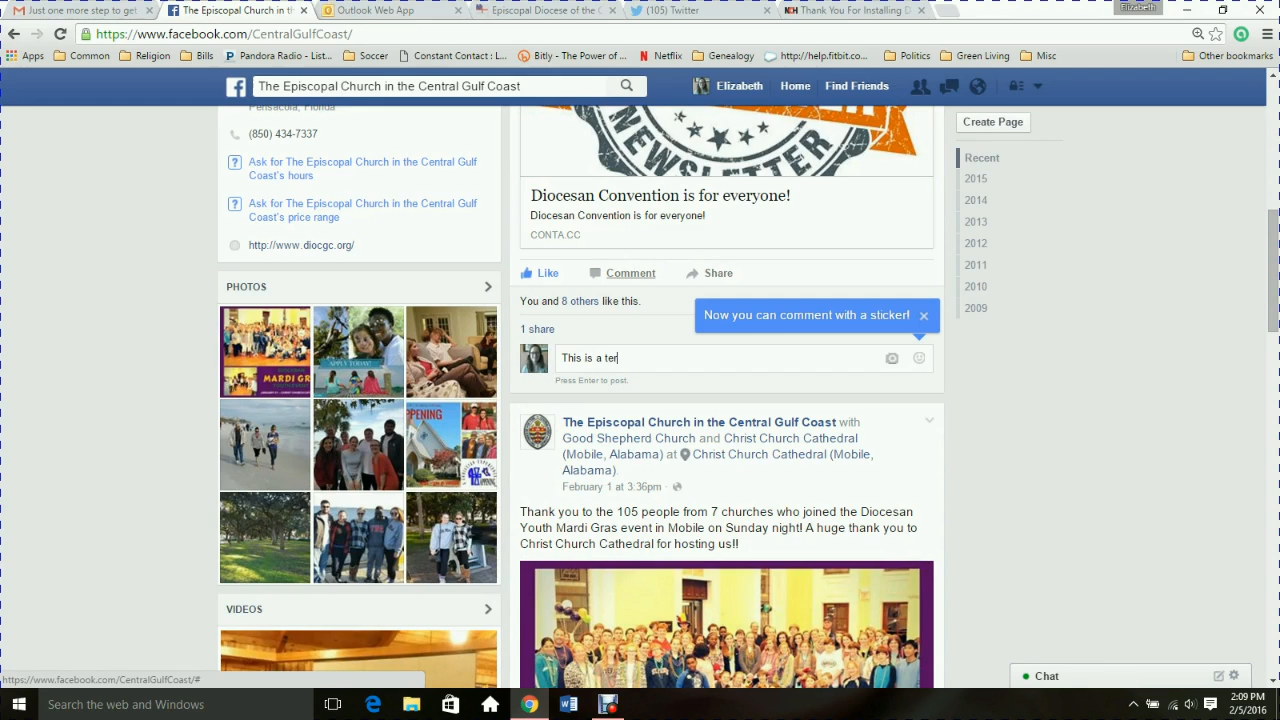 Just one more step to get
The Episcopal Church in th
Outlook Web App
Episcopal Diocese of the C
(105) Twitter
Thank You For Installing D
Elizabeth
https://www.facebook.com/CentralGulfCoast/
Apps
Common
Religion
Bills
Pandora Radio - List...
Soccer
Constant Contact : L...
Bitly - The Power of ...
Netflix
Genealogy
http://help.fitbit.co...
Politics
Green Living
Misc
Other bookmarks
The Episcopal Church in the Central Gulf Coast
Elizabeth
Home
Find Friends
Pensacola, Florida
(850) 434-7337
Ask for The Episcopal Church in the Central Gulf
Coast's hours
Ask for The Episcopal Church in the Central Gulf
Coast's price range
http://www.diocgc.org/
PHOTOS
APPLY TODAY!
MARDI GRAS
VIDEOS
NEWSLETTER
Diocesan Convention is for everyone!
Diocesan Convention is for everyone!
CONTA.CC
Like
Comment
Share
You and 8 others like this.
Now you can comment with a sticker!
1 share
This is a ter
Press Enter to post.
The Episcopal Church in the Central Gulf Coast with
Good Shepherd Church and Christ Church Cathedral
(Mobile, Alabama) at Christ Church Cathedral (Mobile,
Alabama).
February 1 at 3:36pm ·
Thank you to the 105 people from 7 churches who joined the Diocesan
Youth Mardi Gras event in Mobile on Sunday night! A huge thank you to
Christ Church Cathedral for hosting us!!
Create Page
Recent
2015
2014
2013
2012
2011
2010
2009
Chat
https://www.facebook.com/CentralGulfCoast/#
Search the web and Windows
2:09 PM
2/5/2016